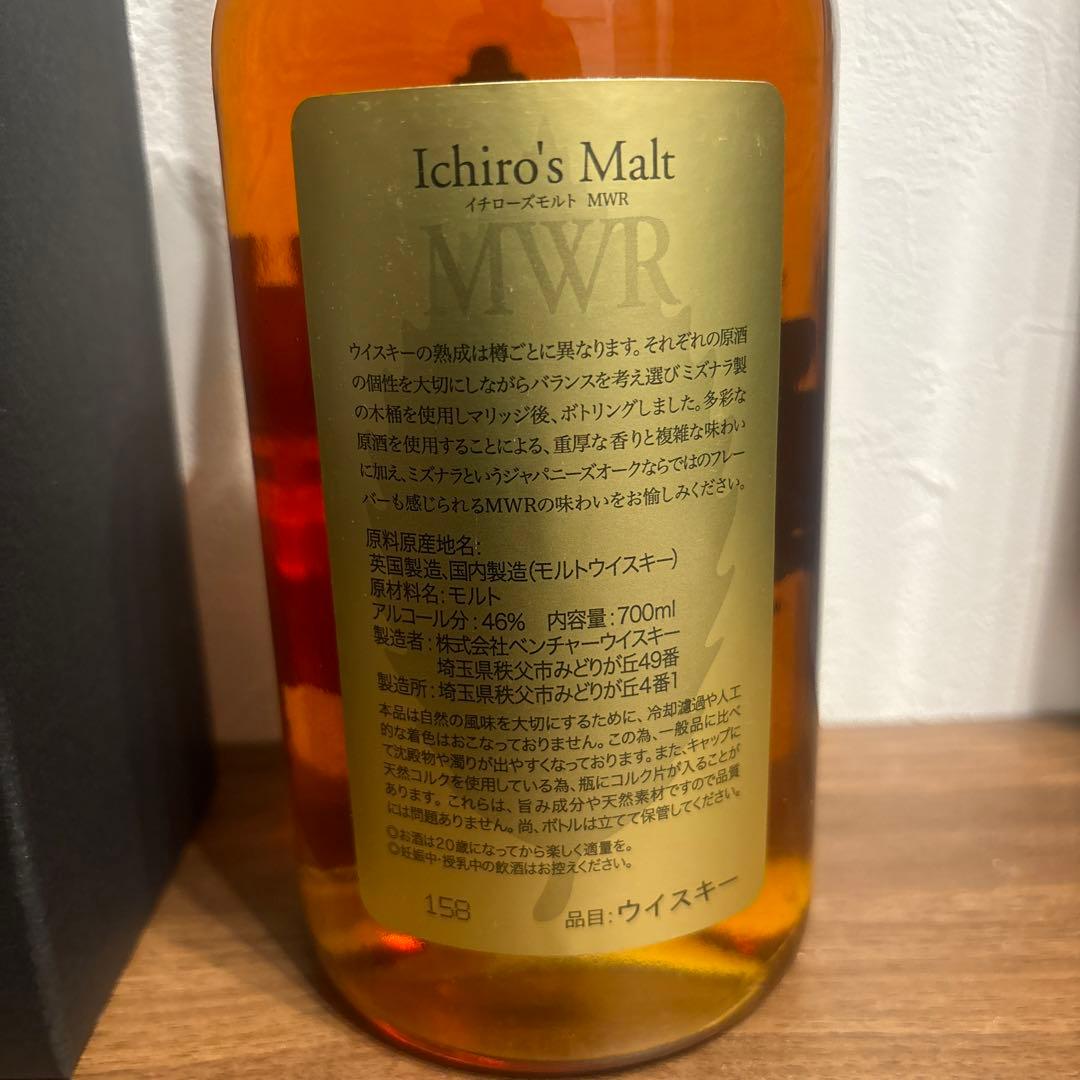 Ichiro's Malt
イチローズモルト MWR
MWR
ウイスキーの熟成は樽ごとに異なります。それぞれの原酒
の個性を大切にしながらバランスを考え選びミズナラ製
の木桶を使用しマリッジ後、ボトリングしました。多彩な
原酒を使用することによる、重厚な香りと複雑な味わい
に加え、ミズナラというジャパニーズオークならではのフレー
バーも感じられるMWRの味わいをお愉しみください。
原料原産地名:
英国製造、国内製造(モルトウイスキー)
原材料名:モルト
アルコール分:46% 内容量:700ml
製造者:株式会社ベンチャーウイスキー
埼玉県秩父市みどりが丘49番
製造所:埼玉県秩父市みどりが丘4番1
本品は自然の風味を大切にするために、冷却濾過や人工
的な着色はおこなっておりません。この為、一般品に比べ
て沈殿物や濁りが出やすくなっております。また、キャップに
天然コルクを使用している為、瓶にコルク片が入ることが
あります。これらは、旨み成分や天然素材ですので品質
には問題ありません。尚、ボトルは立てて保管してください。
◎お酒は20歳になってから楽しく適量を。
◎妊娠中・授乳中の飲酒はお控えください。
158
品目:ウイスキー